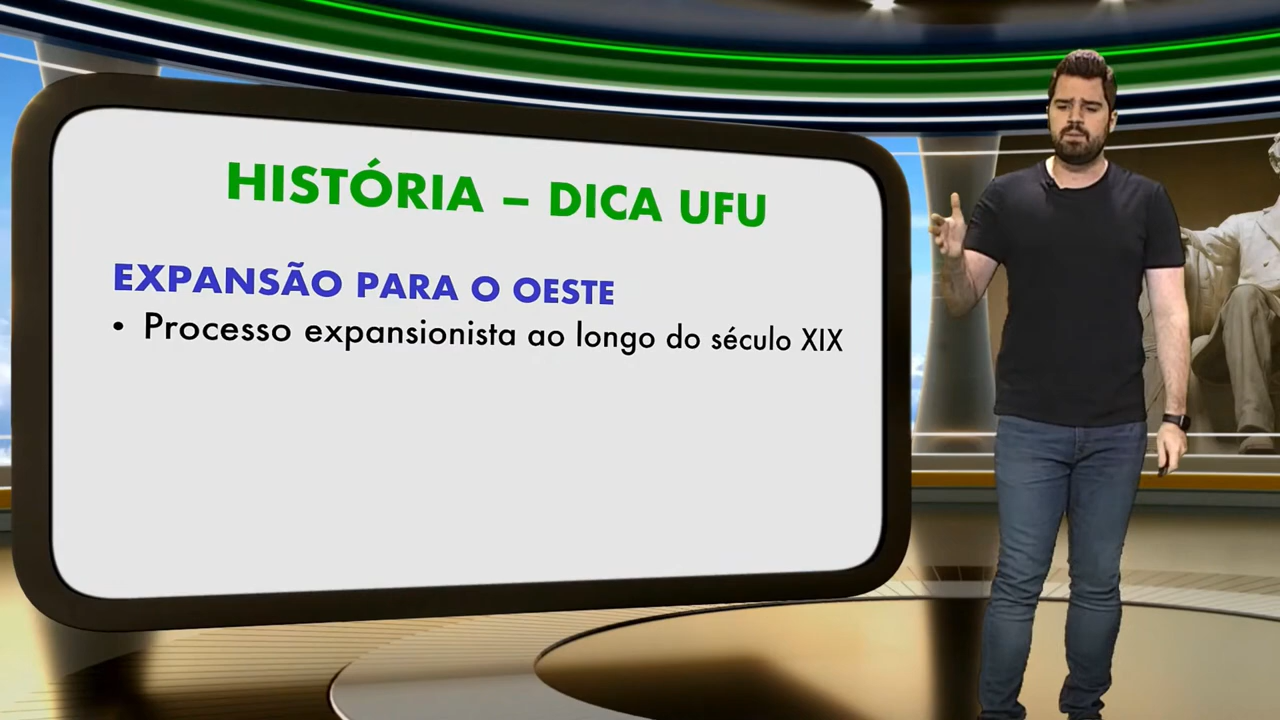 HISTÓRIA – DICA UFU
EXPANSÃO PARA O OESTE
• Processo expansionista ao longo do século XIX